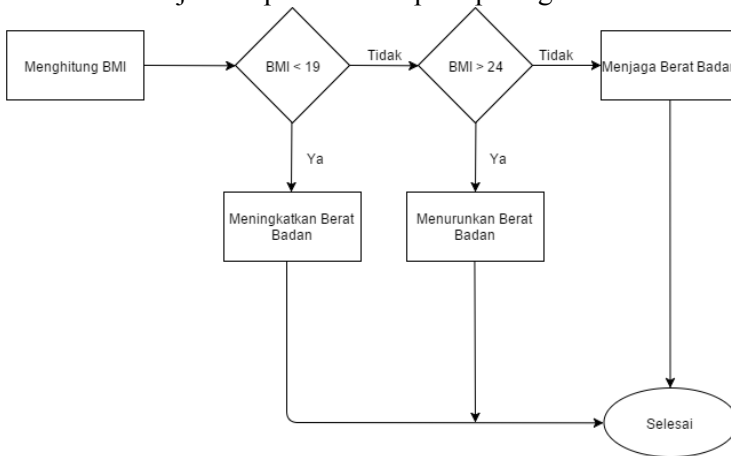 Menghitung BMI
BMI < 19
Tidak
BMI > 24
Tidak
Menjaga Berat Badan
Ya
Ya
Meningkatkan Berat
Badan
Menurunkan Berat
Badan
Selesai